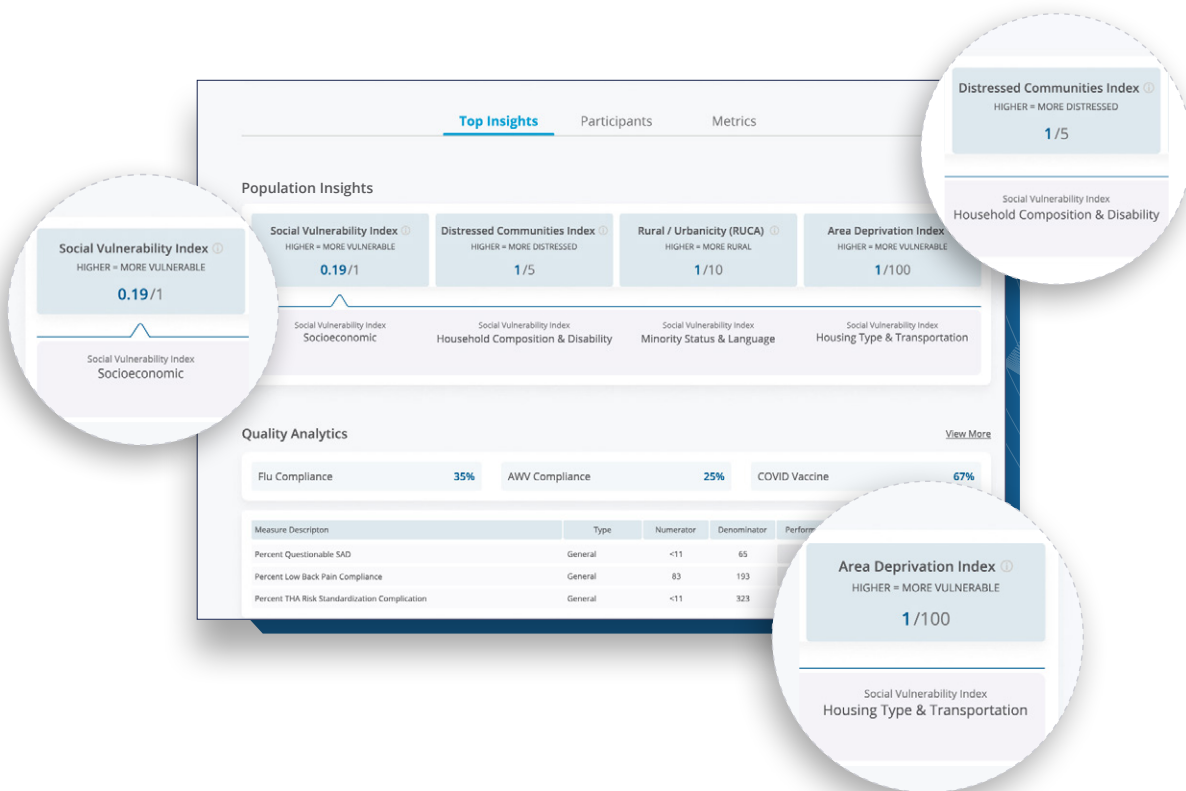 Top Insights Participants Metrics
Population Insights
Social Vulnerability Index
HIGHER = MORE VULNERABLE
0.19/1
Distressed Communities Index
HIGHER = MORE DISTRESSED
1/5
Rural / Urbanicity (RUCA)
HIGHER = MORE RURAL
1/10
Area Deprivation Index
HIGHER = MORE VULNERABLE
1/100
Social Vulnerability Index
Socioeconomic
Social Vulnerability Index
Household Composition & Disability
Social Vulnerability Index
Minority Status & Language
Social Vulnerability Index
Housing Type & Transportation
Quality Analytics
View More
Flu Compliance 35%
AWV Compliance 25%
COVID Vaccine 67%
Measure Descripton Type Numerator Denominator
Percent Questionable SAD General <11 65
Percent Low Back Pain Compliance General 83 193
Percent THA Risk Standardization Complication General <11 323
Social Vulnerability Index
HIGHER = MORE VULNERABLE
0.19/1
Social Vulnerability Index
Socioeconomic
Distressed Communities Index
HIGHER = MORE DISTRESSED
1/5
Social Vulnerability Index
Household Composition & Disability
Area Deprivation Index
HIGHER = MORE VULNERABLE
1/100
Social Vulnerability Index
Housing Type & Transportation